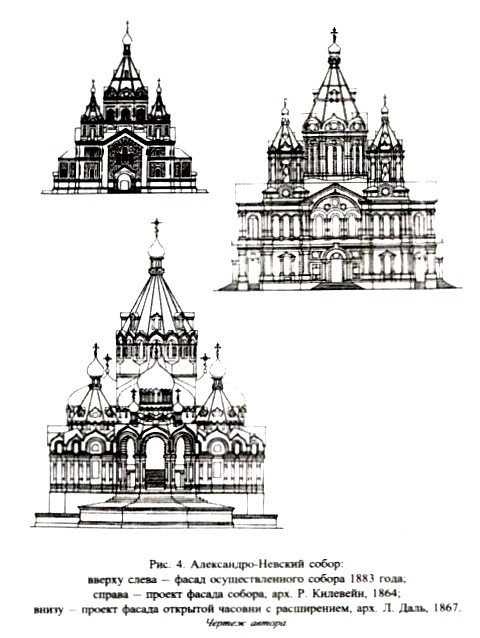 Рис. 4. Александро-Невский собор:
вверху слева — фасад осуществленного собора 1883 года;
справа — проект фасада собора, арх. Р. Килевейн, 1864;
внизу — проект фасада открытой часовни с расширением, арх. Л. Даль, 1867.
Чертеж автора